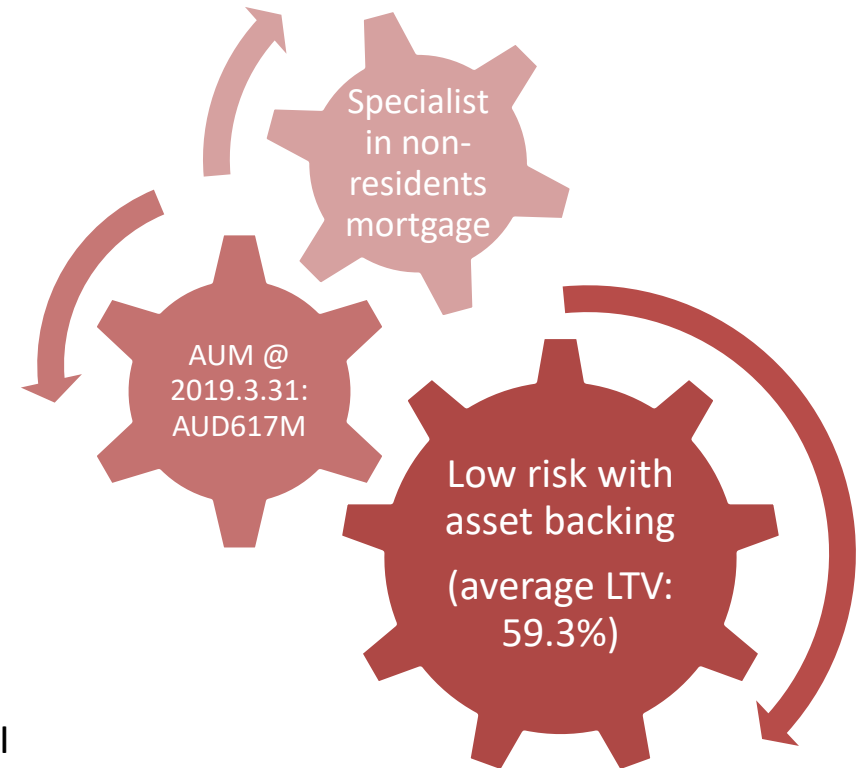 Specialist
in non-
residents
mortgage
AUM @
2019.3.31:
AUD617M
Low risk with
asset backing
(average LTV:
59.3%)